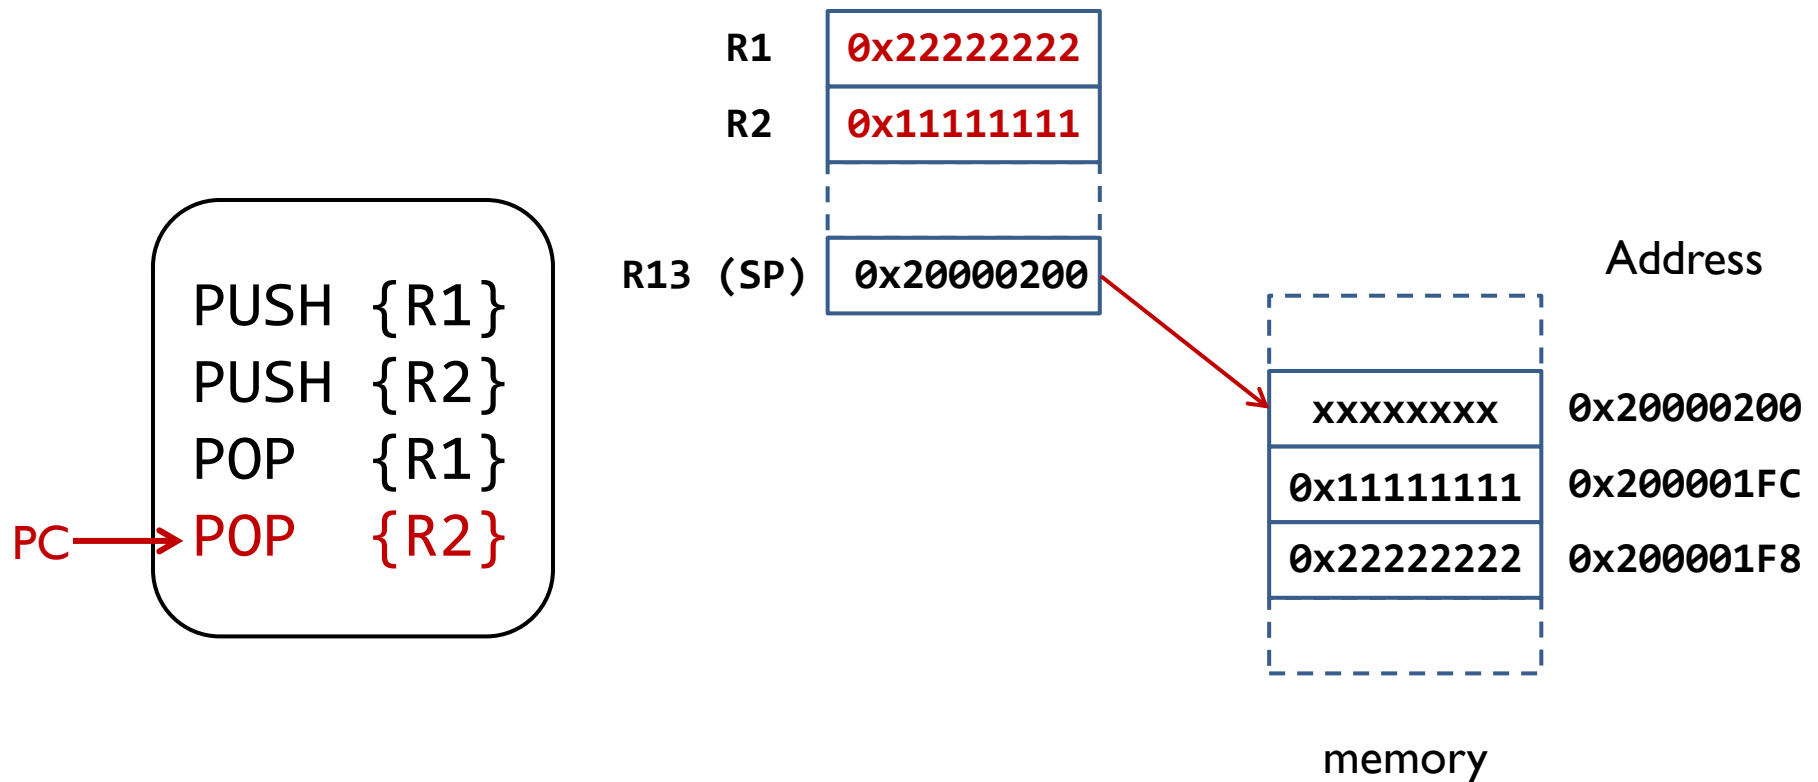 R1 0x22222222
R2 0x11111111
R13 (SP) 0x20000200
PUSH {R1}
PUSH {R2}
POP {R1}
PC POP {R2}
Address
xxxxxxxx 0x20000200
0x11111111 0x200001FC
0x22222222 0x200001F8
memory